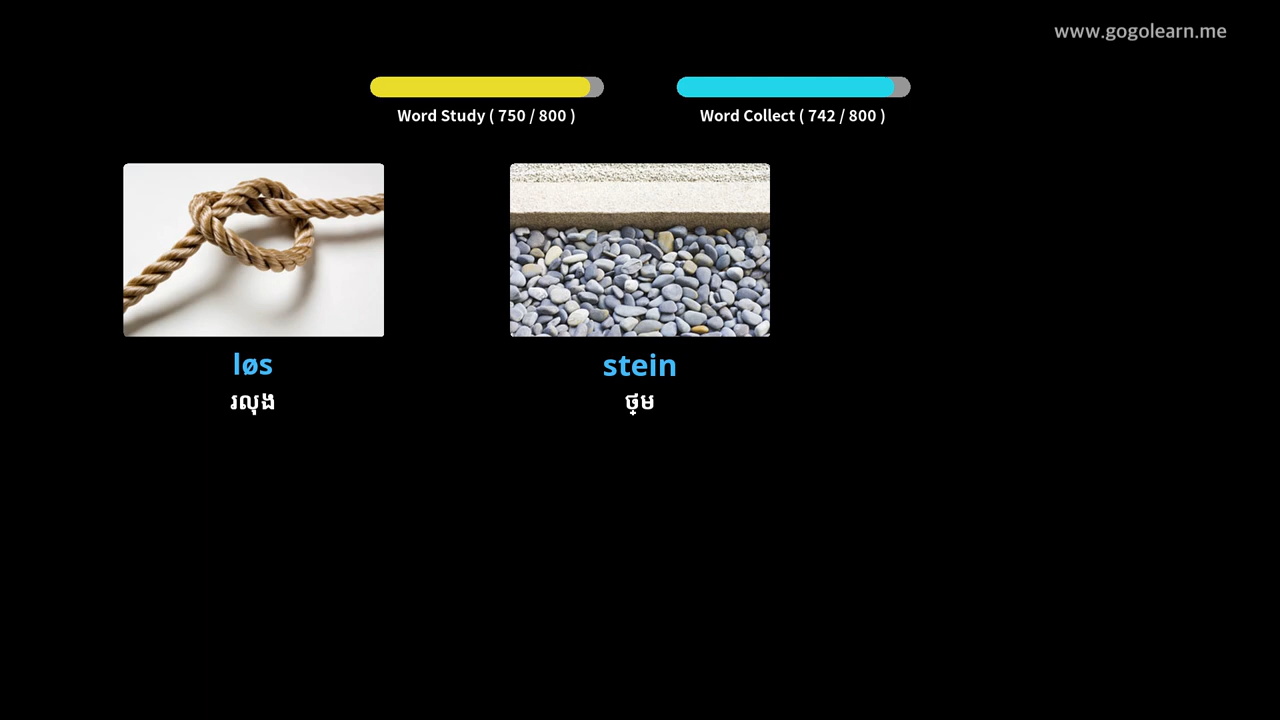 www.gogolearn.me
Word Study ( 750 / 800 )
Word Collect ( 742 / 800 )
løs
រលុង
stein
ថ្ម